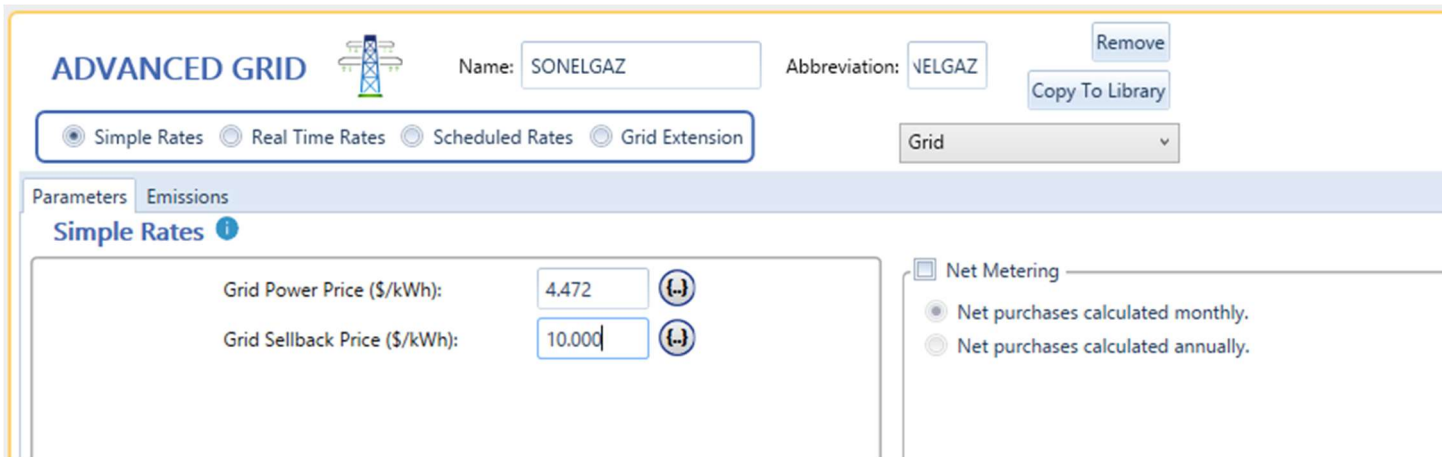 Remove
ADVANCED GRID Name: SONELGAZ Abbreviation: NELGAZ
Copy To Library
Simple Rates Real Time Rates Scheduled Rates Grid Extension Grid
Parameters Emissions
Simple Rates i
Net Metering
Grid Power Price ($/kWh): 4.472 {..}
Net purchases calculated monthly.
Grid Sellback Price ($/kWh): 10.000 {..}
Net purchases calculated annually.